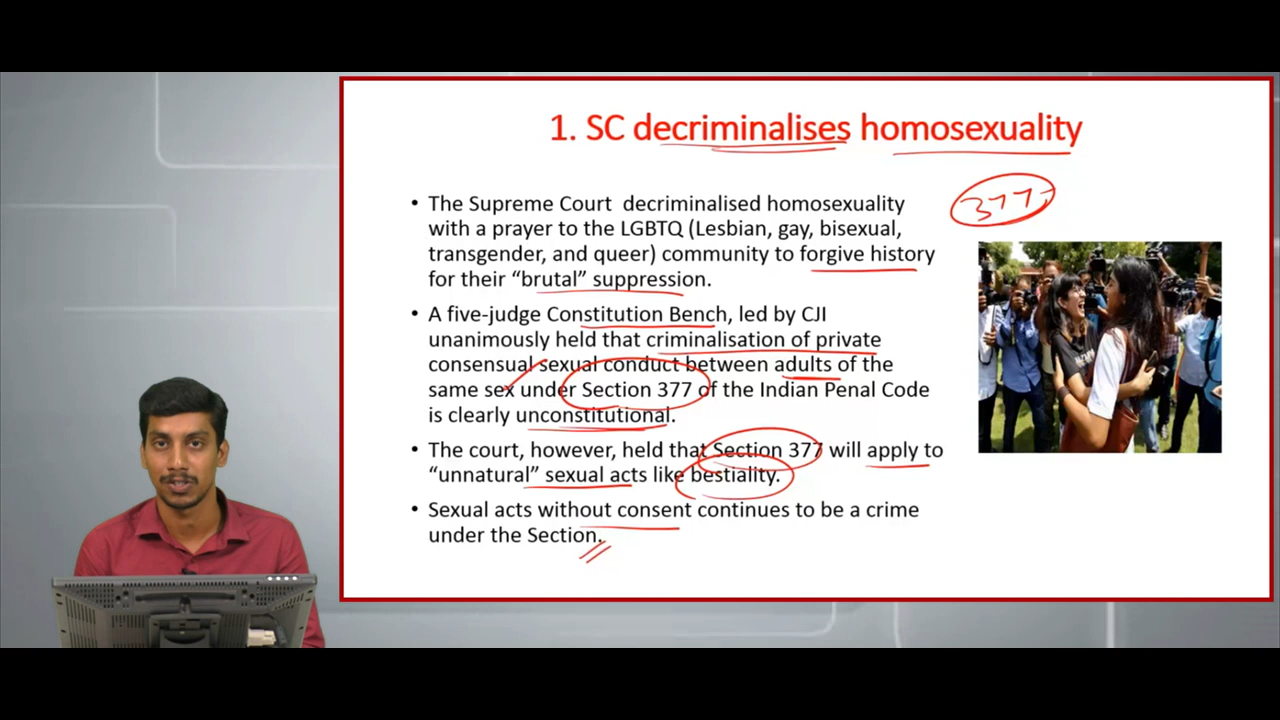 1. SC decriminalises homosexuality
377
• The Supreme Court decriminalised homosexuality
with a prayer to the LGBTQ (Lesbian, gay, bisexual,
transgender, and queer) community to forgive history
for their “brutal” suppression.
• A five-judge Constitution Bench, led by CJI
unanimously held that criminalisation of private
consensual sexual conduct between adults of the
same sex under Section 377 of the Indian Penal Code
is clearly unconstitutional.
• The court, however, held that Section 377 will apply to
“unnatural” sexual acts like bestiality.
• Sexual acts without consent continues to be a crime
under the Section.